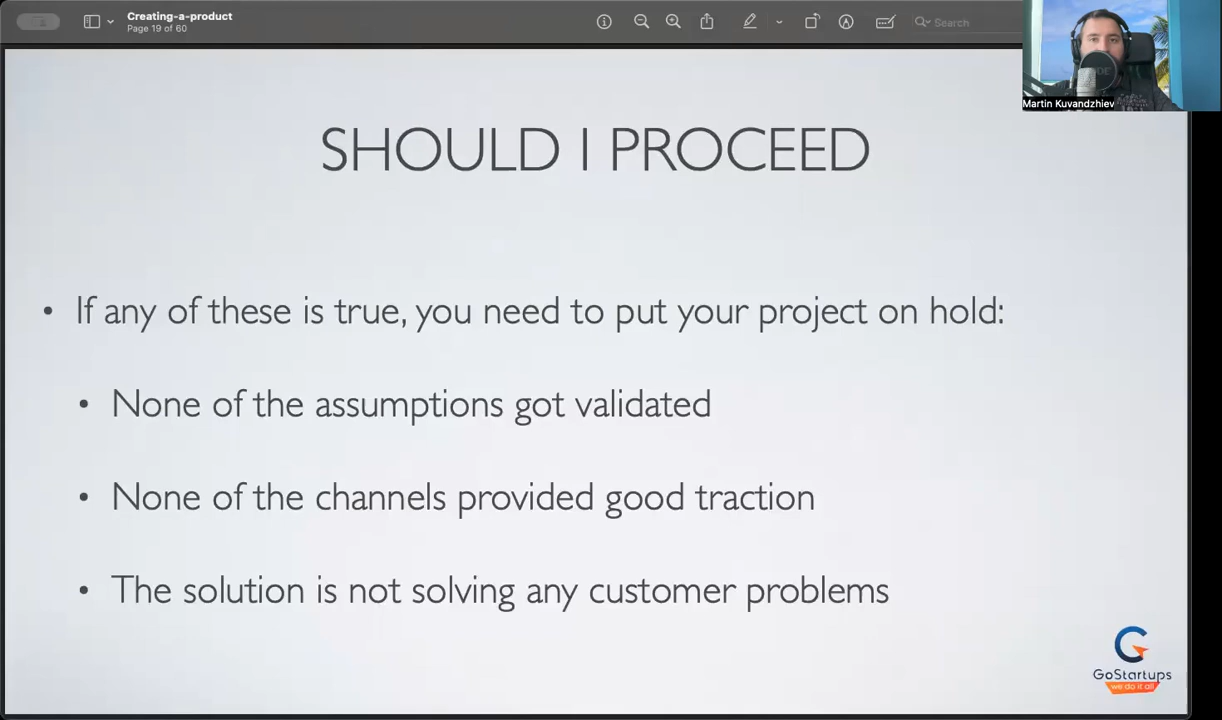 Creating-a-product
Page 19 of 60
Search
Martin Kuvandzhiev
SHOULD I PROCEED
• If any of these is true, you need to put your project on hold:
• None of the assumptions got validated
• None of the channels provided good traction
• The solution is not solving any customer problems
GoStartups
we do it all